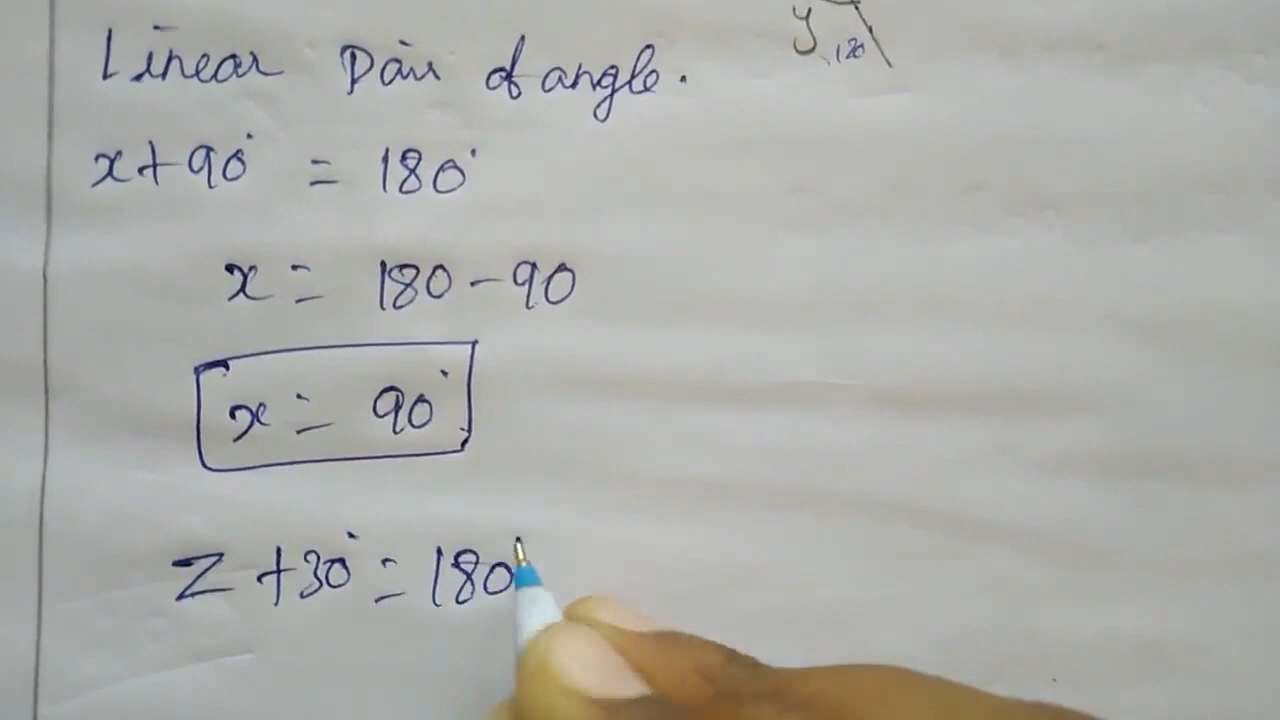 y 120
Linear Pair of angle.
x+90° = 180°
x = 180-90
x = 90°
Z +30° = 180